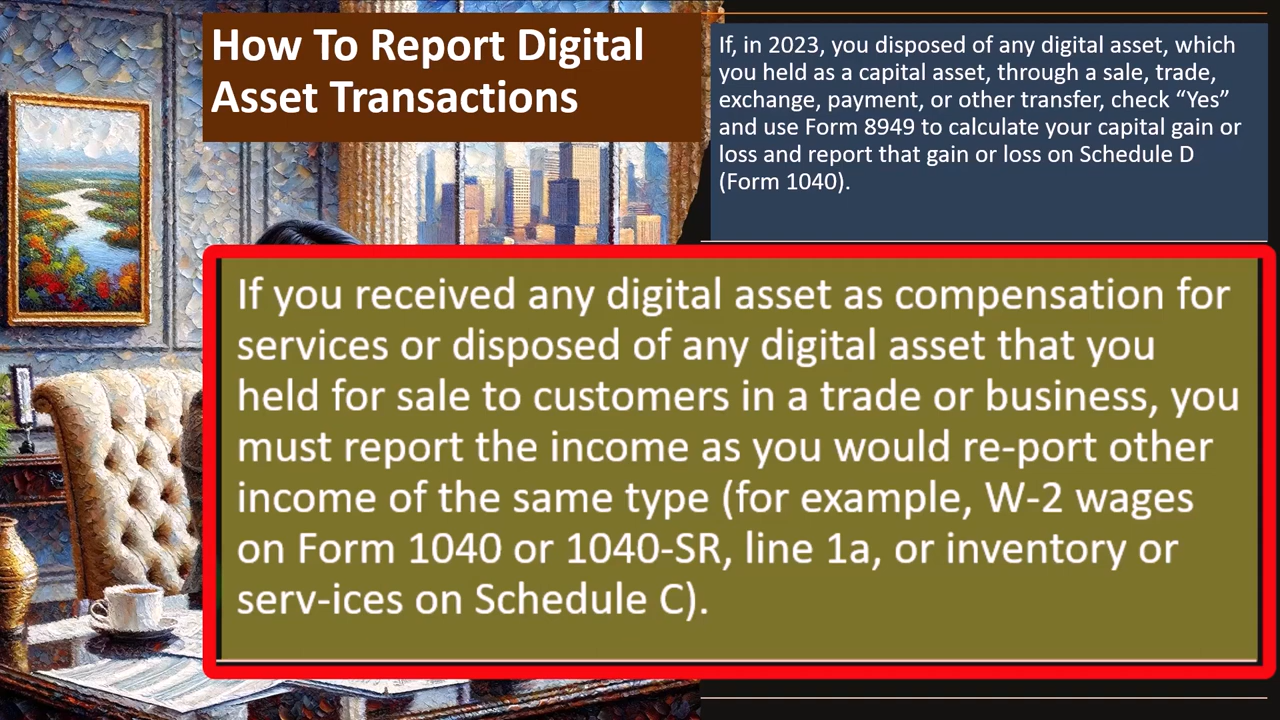 How To Report Digital
Asset Transactions
If, in 2023, you disposed of any digital asset, which
you held as a capital asset, through a sale, trade,
exchange, payment, or other transfer, check “Yes”
and use Form 8949 to calculate your capital gain or
loss and report that gain or loss on Schedule D
(Form 1040).
If you received any digital asset as compensation for
services or disposed of any digital asset that you
held for sale to customers in a trade or business, you
must report the income as you would re-port other
income of the same type (for example, W-2 wages
on Form 1040 or 1040-SR, line 1a, or inventory or
serv-ices on Schedule C).